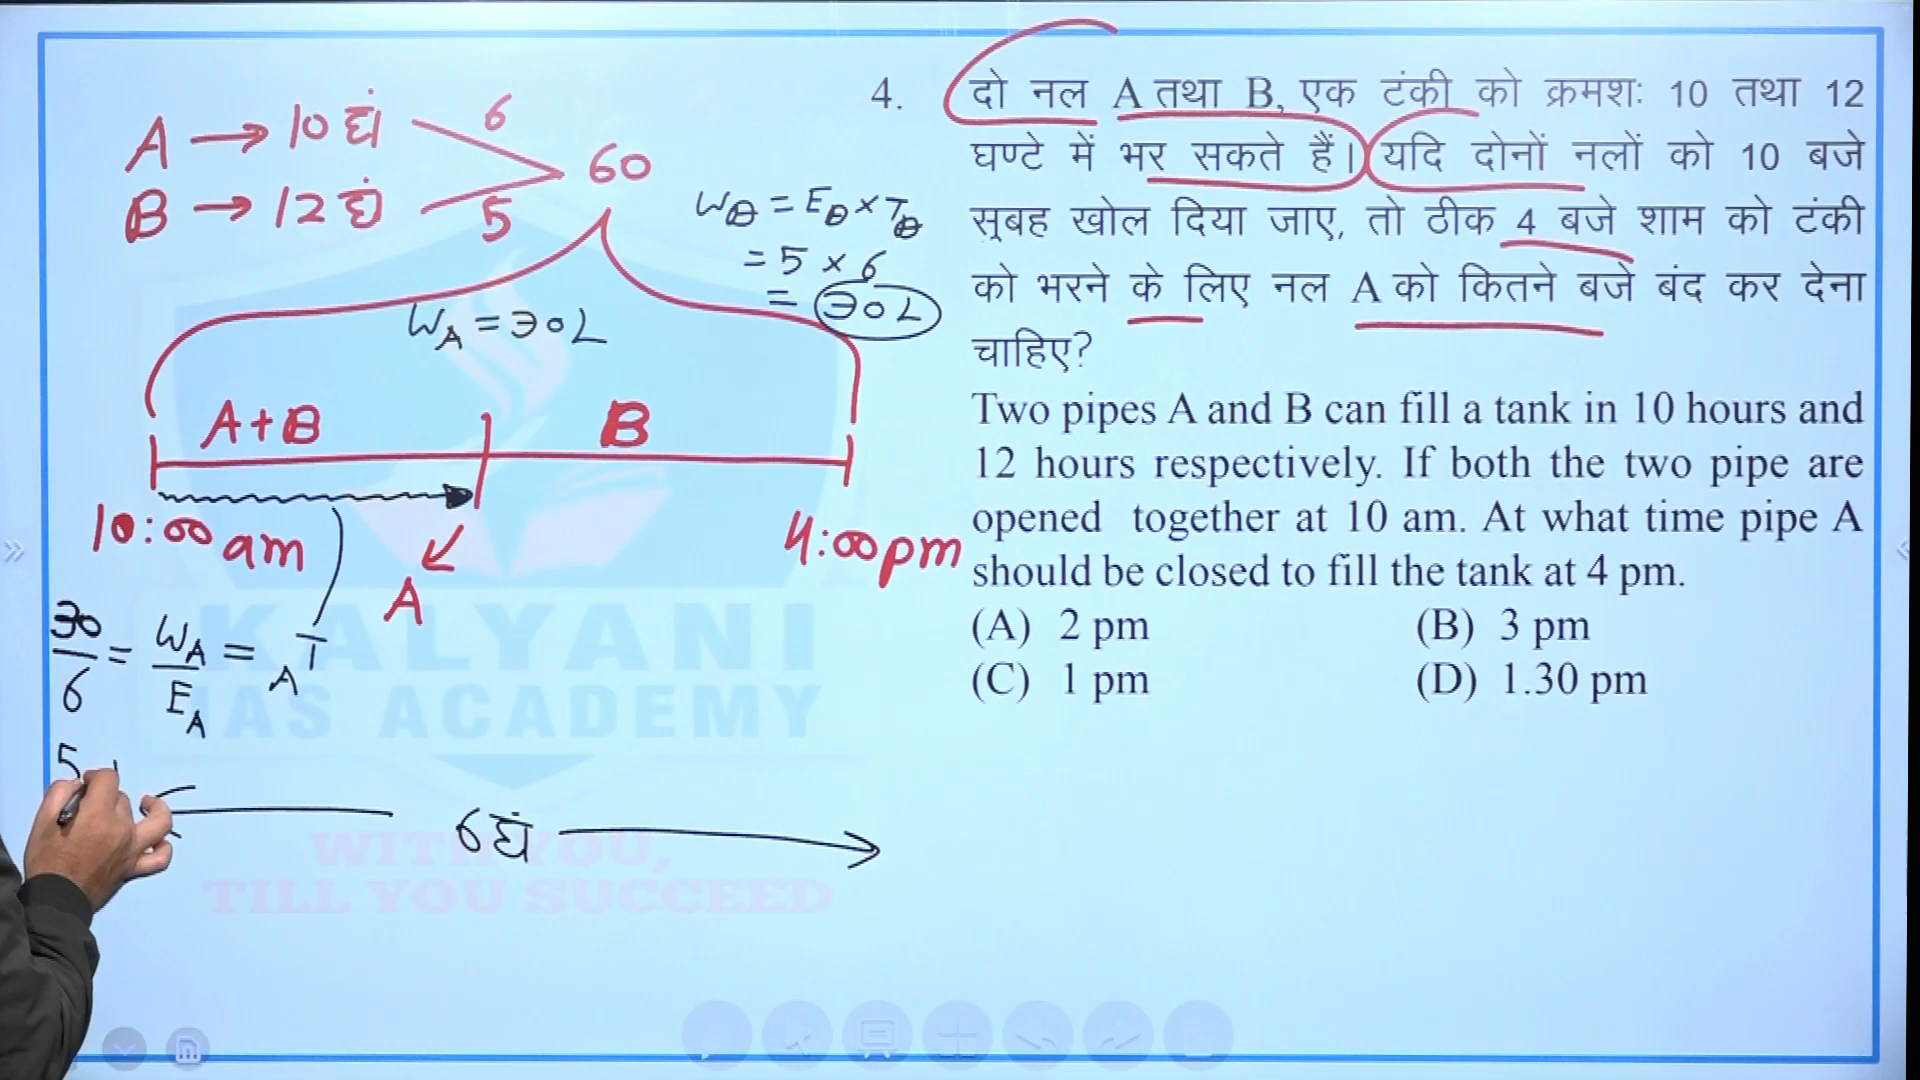 A → 10 घं 6
60
B → 12 घं 5
W_B = E_B × T_B
= 5 × 6
= 30 L
W_A = 30 L
A + B B
10:00 am 4:00 pm
A
30/6 = W_A/E_A = _A T
5
6 घं
KALYANI
IAS ACADEMY
WITH YOU,
TILL YOU SUCCEED
4. दो नल A तथा B, एक टंकी को क्रमशः 10 तथा 12
घण्टे में भर सकते हैं। यदि दोनों नलों को 10 बजे
सुबह खोल दिया जाए, तो ठीक 4 बजे शाम को टंकी
को भरने के लिए नल A को कितने बजे बंद कर देना
चाहिए?
Two pipes A and B can fill a tank in 10 hours and
12 hours respectively. If both the two pipe are
opened together at 10 am. At what time pipe A
should be closed to fill the tank at 4 pm.
(A) 2 pm (B) 3 pm
(C) 1 pm (D) 1.30 pm